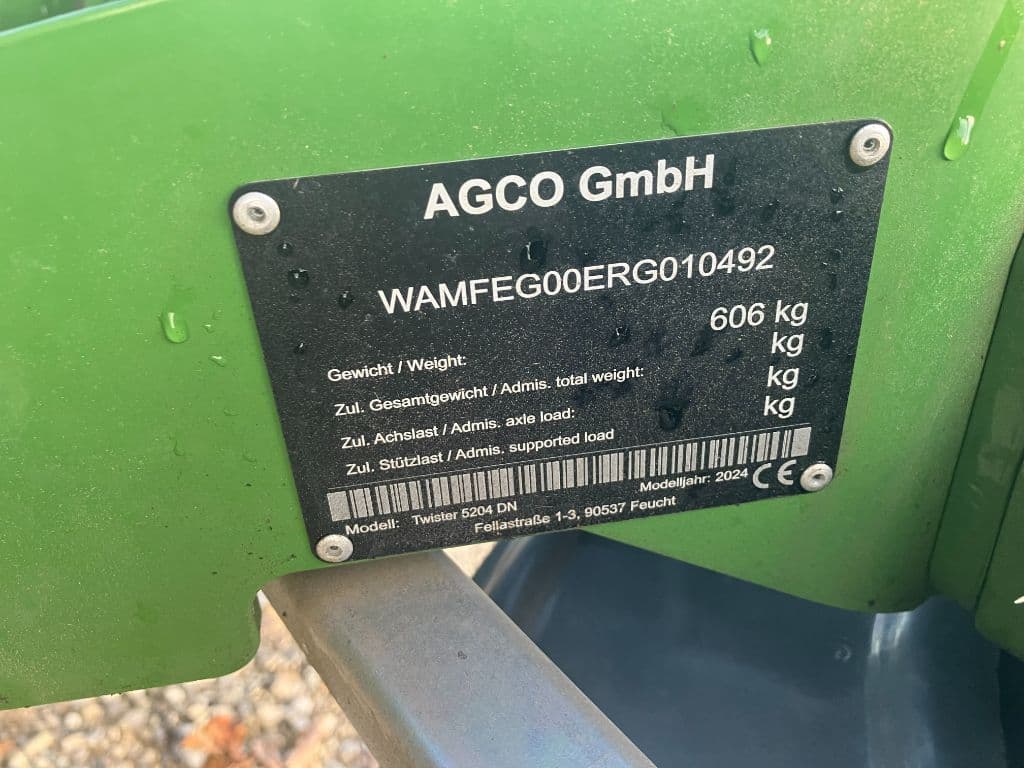 AGCO GmbH
WAMFEG00ERG010492
Gewicht / Weight: 606 kg
Zul. Gesamtgewicht / Admis. total weight: kg
Zul. Achslast / Admis. axle load: kg
Zul. Stützlast / Admis. supported load kg
Modell: Twister 5204 DN Modelljahr: 2024 CE
Fellastraße 1-3, 90537 Feucht